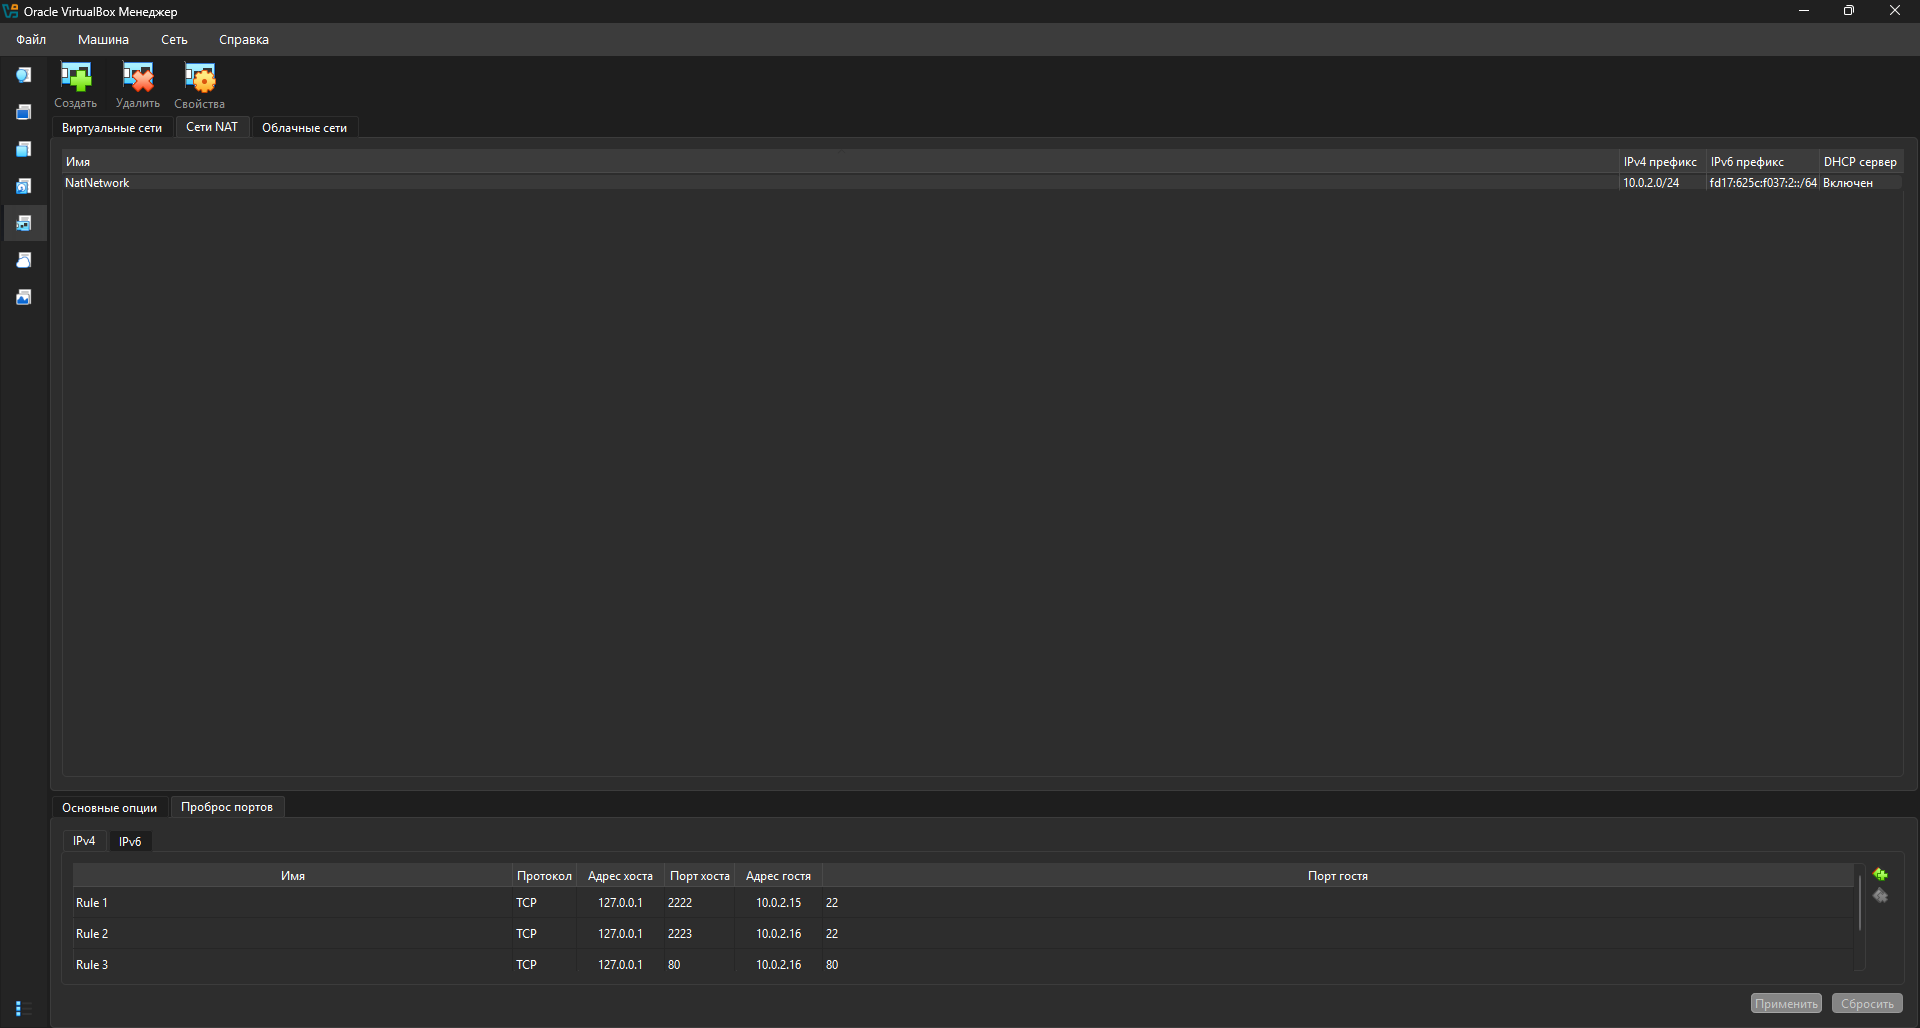 Oracle VirtualBox Менеджер
Файл Машина Сеть Справка
Создать Удалить Свойства
Виртуальные сети Сети NAT Облачные сети
Имя IPv4 префикс IPv6 префикс DHCP сервер
NatNetwork 10.0.2.0/24 fd17:625c:f037:2::/64 Включен
Основные опции Проброс портов
IPv4 IPv6
Имя Протокол Адрес хоста Порт хоста Адрес гостя Порт гостя
Rule 1 TCP 127.0.0.1 2222 10.0.2.15 22
Rule 2 TCP 127.0.0.1 2223 10.0.2.16 22
Rule 3 TCP 127.0.0.1 80 10.0.2.16 80
Применить Сбросить